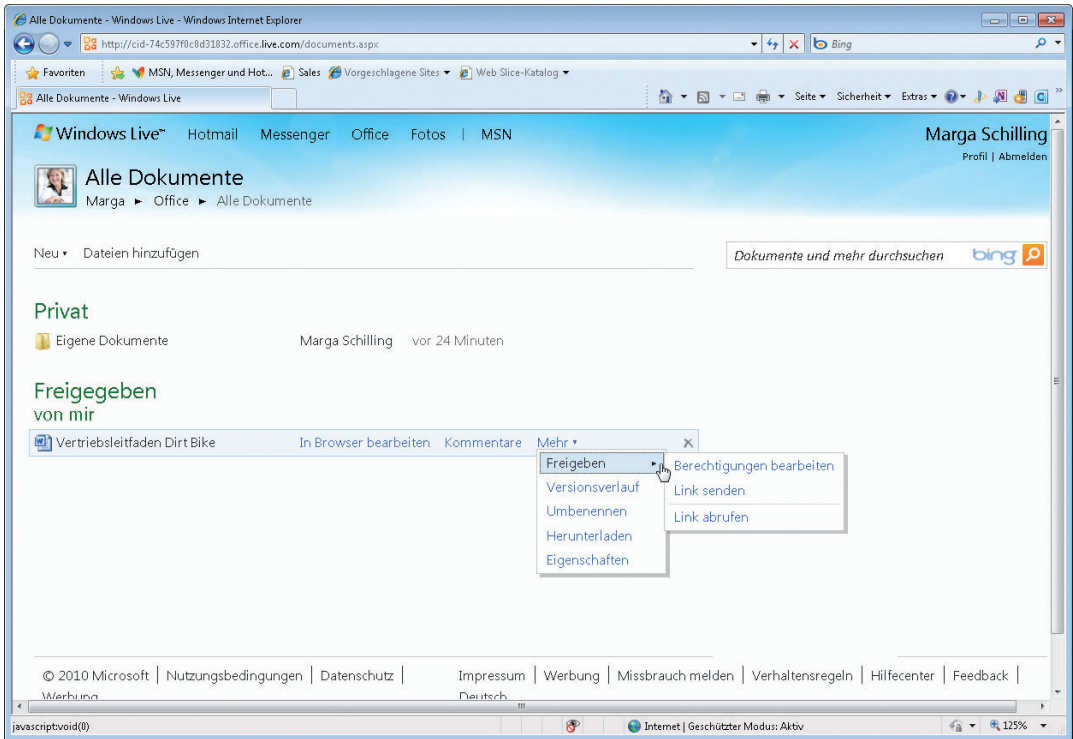 Alle Dokumente - Windows Live - Windows Internet Explorer
http://cid-74c597f0c8d31832.office.live.com/documents.aspx
Bing
Favoriten MSN, Messenger und Hot... Sales Vorgeschlagene Sites Web Slice-Katalog
Alle Dokumente - Windows Live Seite Sicherheit Extras
Windows Live™ Hotmail Messenger Office Fotos | MSN Marga Schilling
Profil | Abmelden
Alle Dokumente
Marga ► Office ► Alle Dokumente
Neu Dateien hinzufügen Dokumente und mehr durchsuchen bing
Privat
Eigene Dokumente Marga Schilling vor 24 Minuten
Freigegeben
von mir
Vertriebsleitfaden Dirt Bike In Browser bearbeiten Kommentare Mehr
Freigeben Berechtigungen bearbeiten
Versionsverlauf Link senden
Umbenennen Link abrufen
Herunterladen
Eigenschaften
© 2010 Microsoft | Nutzungsbedingungen | Datenschutz | Impressum | Werbung | Missbrauch melden | Verhaltensregeln | Hilfecenter | Feedback |
Werbung Deutsch
javascript:void(0) Internet | Geschützter Modus: Aktiv 125%